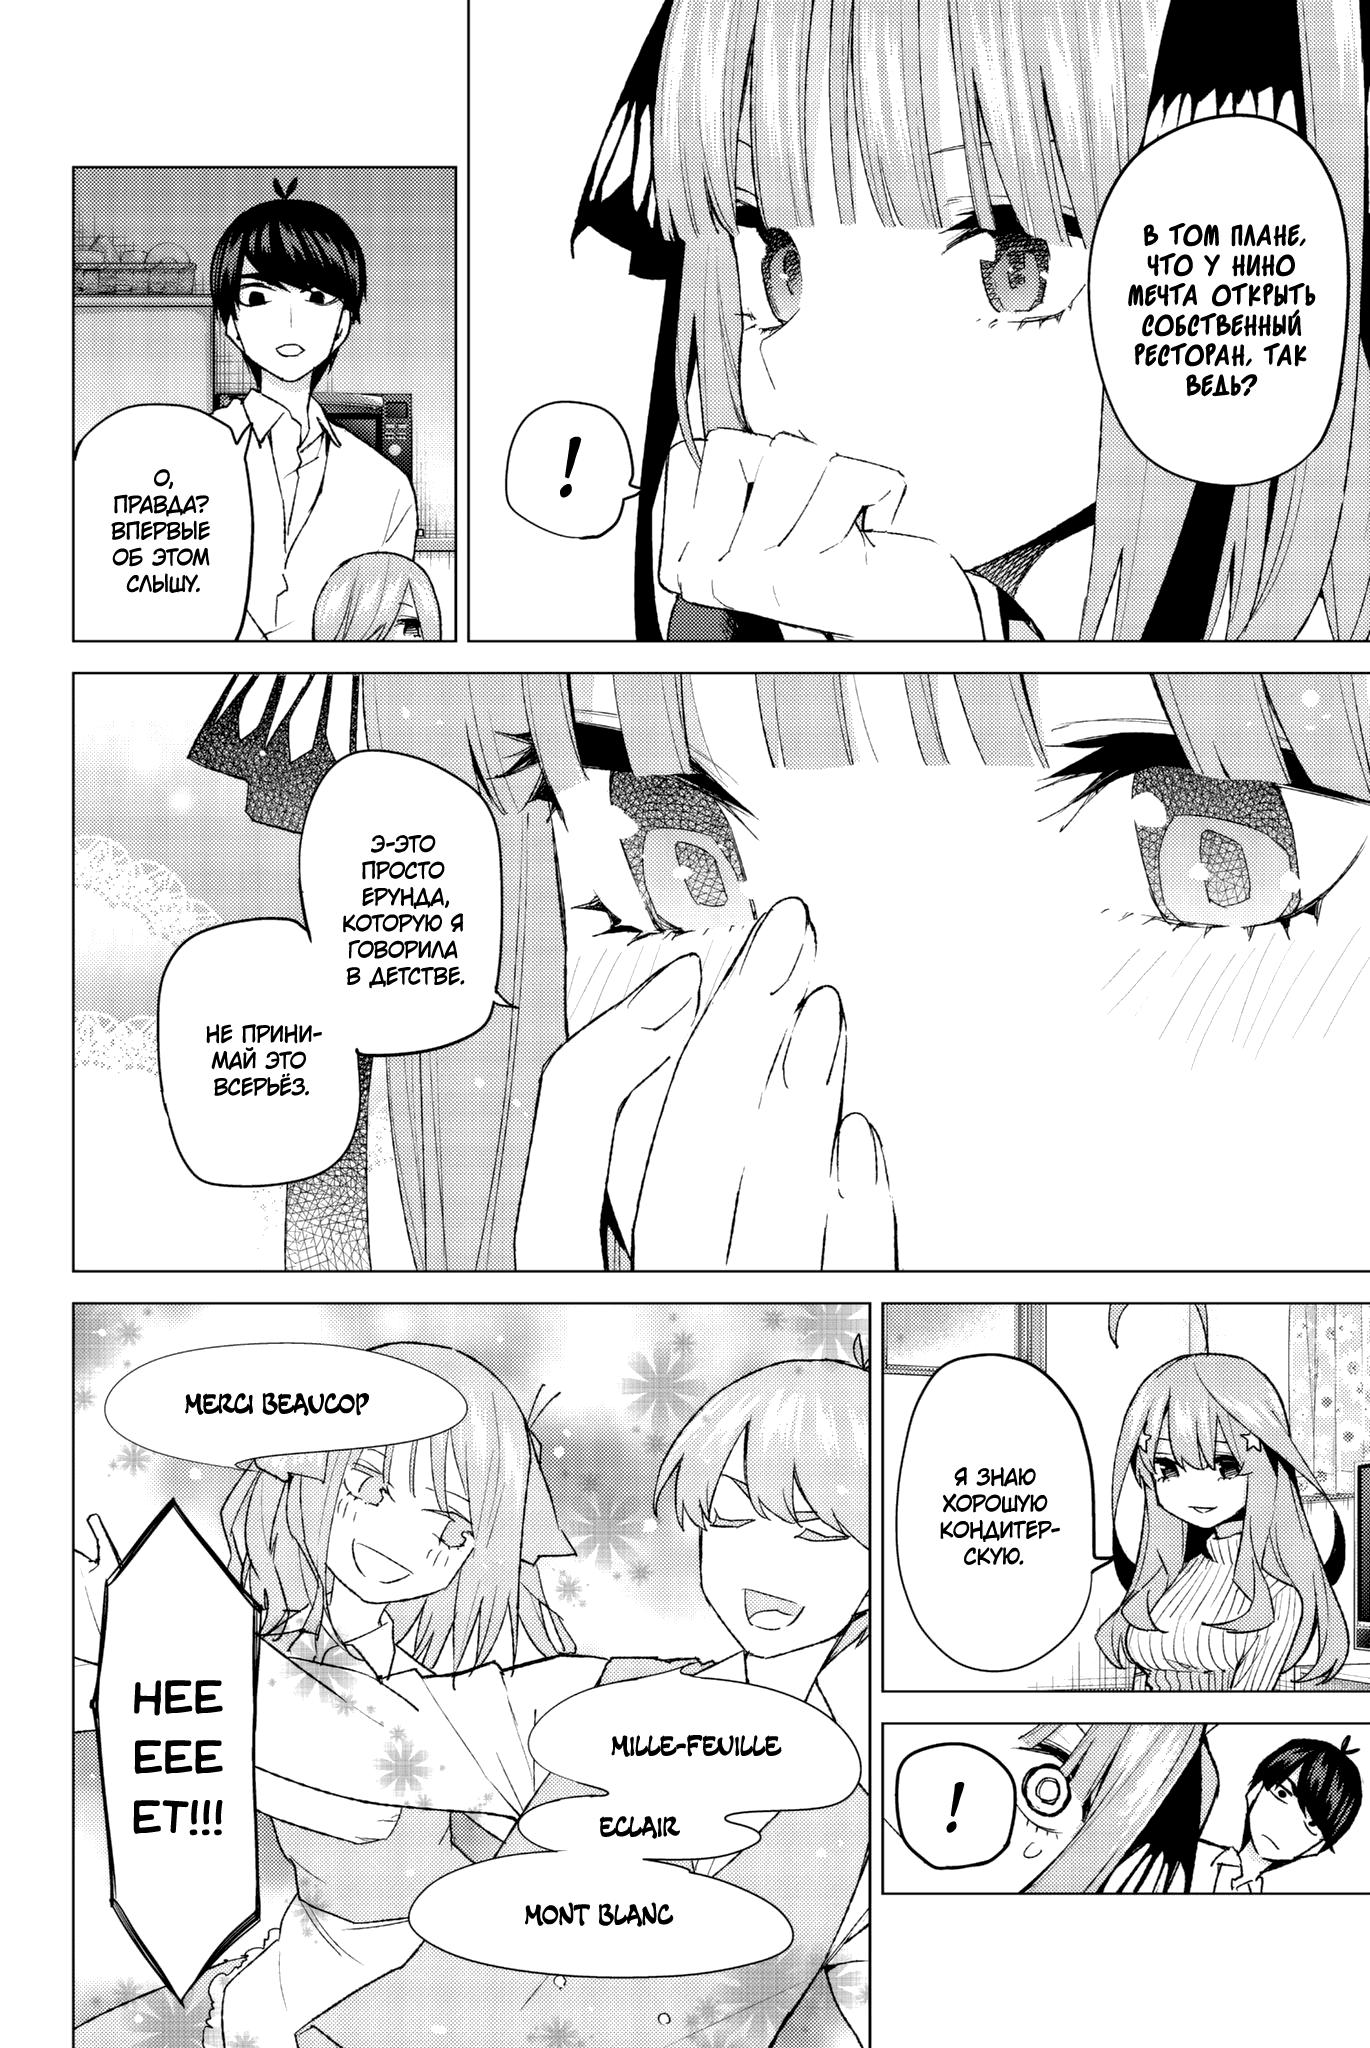 В ТОМ ПЛАНЕ,
ЧТО У НИНО
МЕЧТА ОТКРЫТЬ
СОБСТВЕННЫЙ
РЕСТОРАН, ТАК
ВЕДЬ?
!
О,
ПРАВДА?
ВПЕРВЫЕ
ОБ ЭТОМ
СЛЫШУ.
Э-ЭТО
ПРОСТО
ЕРУНДА,
КОТОРУЮ Я
ГОВОРИЛА
В ДЕТСТВЕ.
НЕ ПРИНИ-
МАЙ ЭТО
ВСЕРЬЁЗ.
Я ЗНАЮ
ХОРОШУЮ
КОНДИТЕР-
СКУЮ.
!
MERCI BEAUCOP
MILLE-FEUILLE
ECLAIR
MONT BLANC
НЕЕ
ЕЕЕ
ЕТ!!!